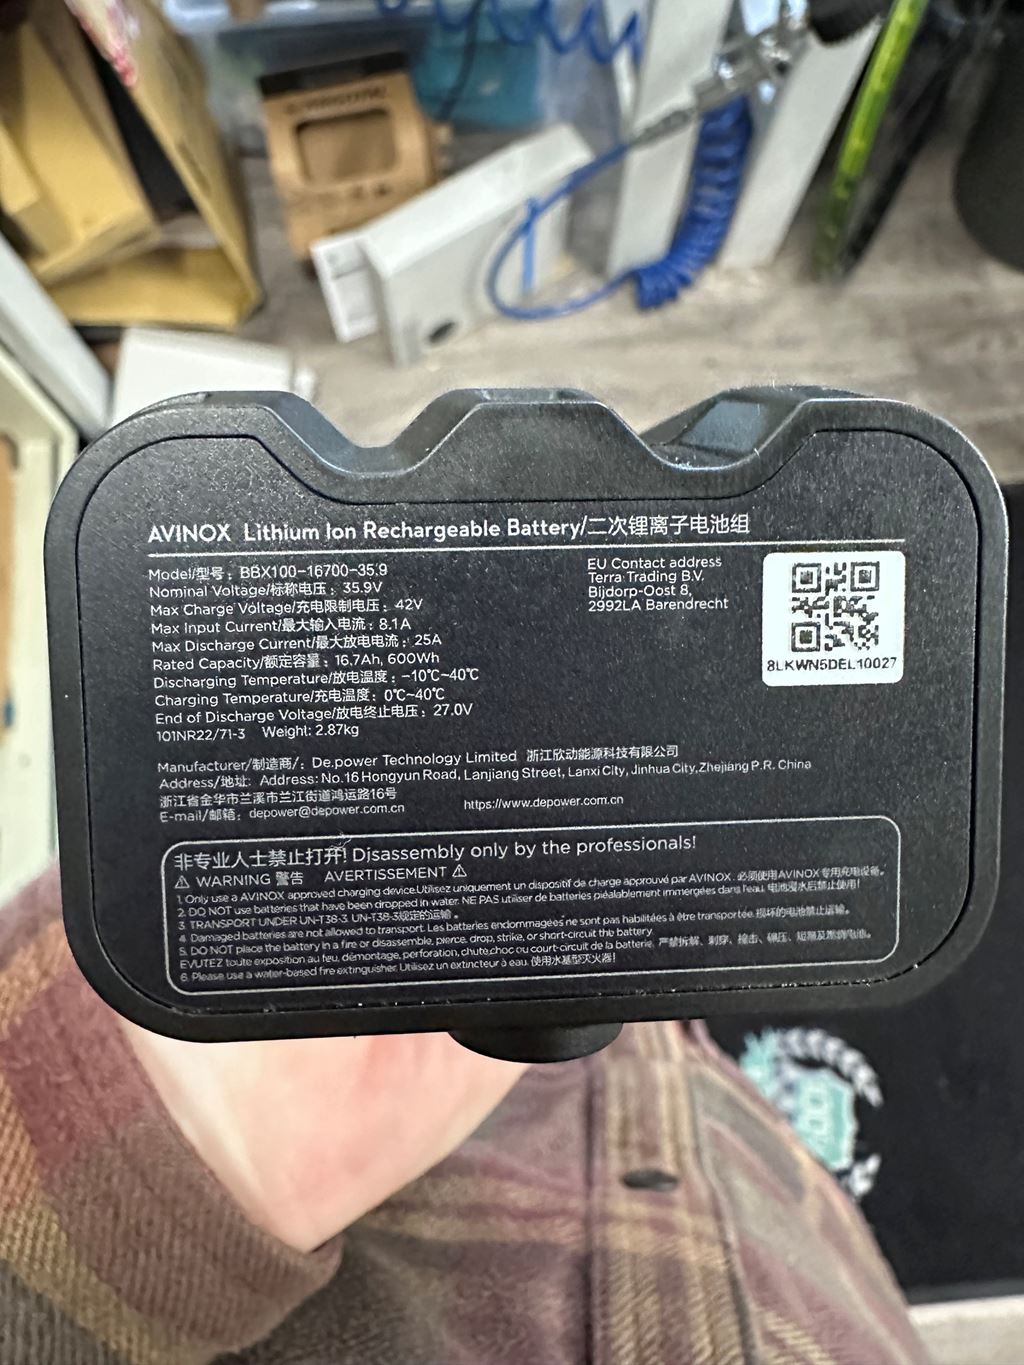 AVINOX Lithium Ion Rechargeable Battery/二次锂离子电池组
Model/型号：BBX100-16700-35.9
Nominal Voltage/标称电压：35.9V
Max Charge Voltage/充电限制电压：42V
Max Input Current/最大输入电流：8.1A
Max Discharge Current/最大放电电流：25A
Rated Capacity/额定容量：16.7Ah, 600Wh
Discharging Temperature/放电温度：-10℃~40℃
Charging Temperature/充电温度：0℃~40℃
End of Discharge Voltage/放电终止电压：27.0V
101NR22/71-3 Weight: 2.87kg
EU Contact address
Terra Trading B.V.
Bijdorp-Oost 8,
2992LA Barendrecht
8LKWN5DEL10027
Manufacturer/制造商/: De.power Technology Limited 浙江欣动能源科技有限公司
Address/地址: Address: No.16 Hongyun Road, Lanjiang Street, Lanxi City, Jinhua City, Zhejiang P.R. China
浙江省金华市兰溪市兰江街道鸿运路16号
E-mail/邮箱: depower@depower.com.cn https://www.depower.com.cn
非专业人士禁止打开! Disassembly only by the professionals!
⚠ WARNING 警告 AVERTISSEMENT ⚠
1. Only use a AVINOX approved charging device.Utilisez uniquement un dispositif de charge approuvé par AVINOX. 必须使用AVINOX专用充电设备。
2. DO NOT use batteries that have been dropped in water. NE PAS utiliser de batteries préalablement immergées dans l'eau. 电池浸水后禁止使用!
3. TRANSPORT UNDER UN-T38-3. UN-T38-3规定的运输。
4. Damaged batteries are not allowed to transport. Les batteries endommagées ne sont pas habilitées à être transportée. 损坏的电池禁止运输。
5. DO NOT place the battery in a fire or disassemble, pierce, drop, strike, or short-circuit the battery.
EVUTEZ toute exposition au feu, démontage, perforation, chute,choc ou court-circuit de la batterie. 严禁拆解、刺穿、撞击、碾压、短路及燃烧电池。
6. Please use a water-based fire extinguisher. Utilisez un extincteur à eau. 使用水基型灭火器!